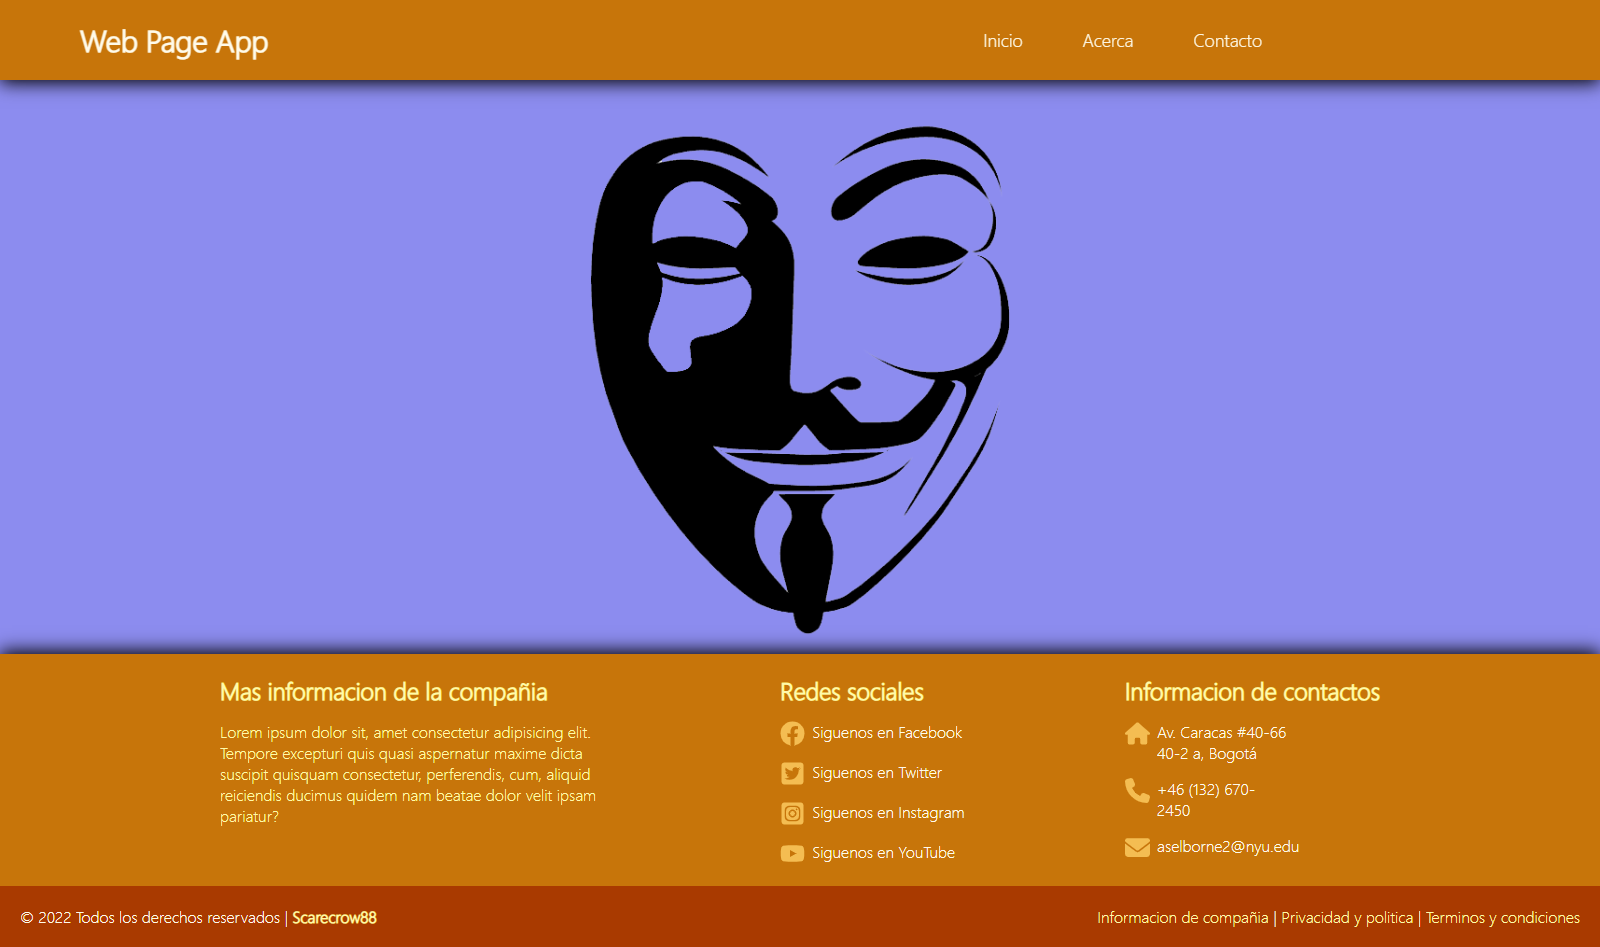 Web Page App
Inicio
Acerca
Contacto
Mas informacion de la compañia
Lorem ipsum dolor sit, amet consectetur adipisicing elit.
Tempore excepturi quis quasi aspernatur maxime dicta
suscipit quisquam consectetur, perferendis, cum, aliquid
reiciendis ducimus quidem nam beatae dolor velit ipsam
pariatur?
Redes sociales
Siguenos en Facebook
Siguenos en Twitter
Siguenos en Instagram
Siguenos en YouTube
Informacion de contactos
Av. Caracas #40-66
40-2 a, Bogotá
+46 (132) 670-
2450
aselborne2@nyu.edu
© 2022 Todos los derechos reservados | Scarecrow88
Informacion de compañia | Privacidad y politica | Terminos y condiciones